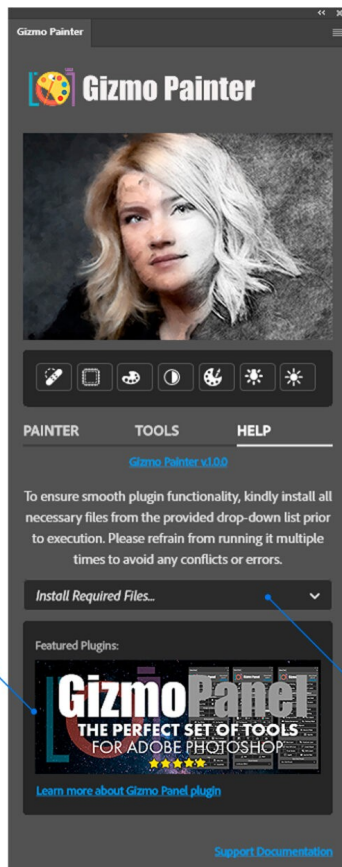 Gizmo Painter
Gizmo Painter
PAINTER TOOLS HELP
Gizmo Painter v.1.0.0
To ensure smooth plugin functionality, kindly install all
necessary files from the provided drop-down list prior
to execution. Please refrain from running it multiple
times to avoid any conflicts or errors.
Install Required Files...
Featured Plugins:
GizmoPanel
THE PERFECT SET OF TOOLS
FOR ADOBE PHOTOSHOP
Learn more about Gizmo Panel plugin
Support Documentation